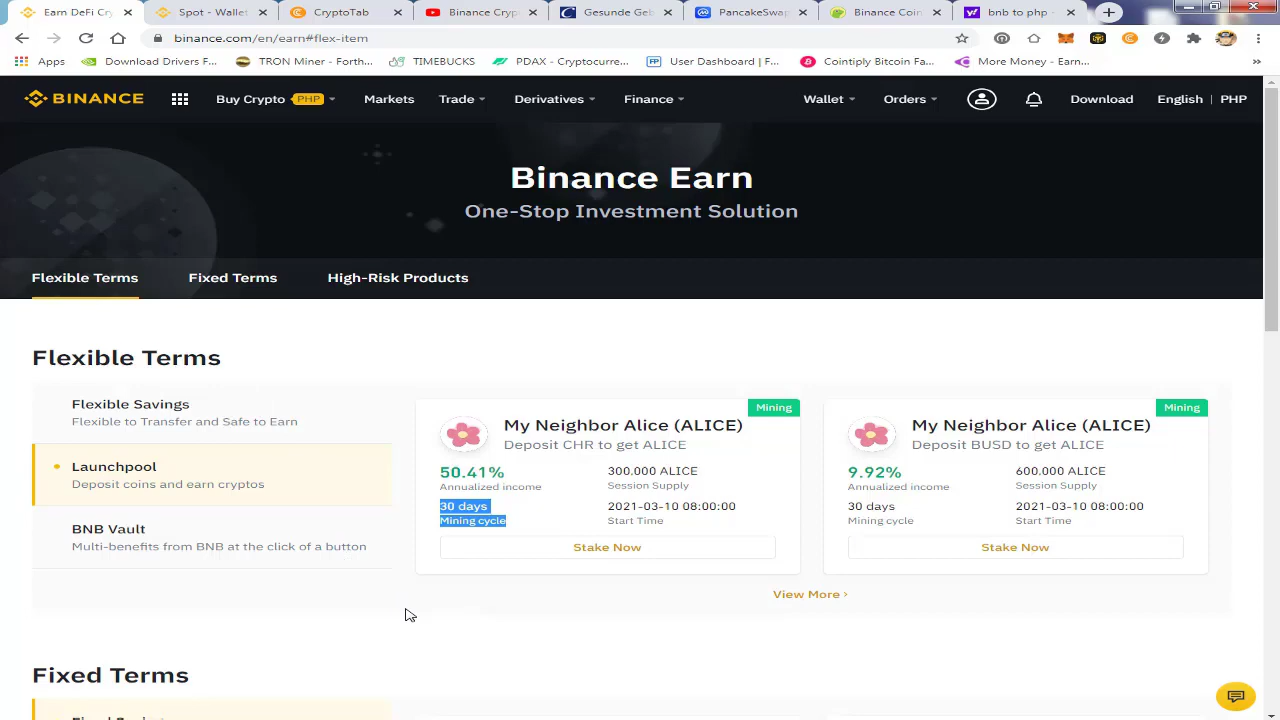 Earn DeFi Cry
Spot - Wallet
CryptoTab
Binance Cryp
Gesunde Geb
PancakeSwap
BinanceCoin
bnb to php -
binance.com/en/earn#flex-item
Apps
Download Drivers F...
TRON Miner - Forth...
TIMEBUCKS
PDAX - Cryptocurre...
User Dashboard | F...
Cointiply Bitcoin Fa...
More Money - Earn...
»
BINANCE
Buy Crypto PHP
Markets
Trade
Derivatives
Finance
Wallet
Orders
Download
English | PHP
Binance Earn
One-Stop Investment Solution
Flexible Terms
Fixed Terms
High-Risk Products
Flexible Terms
Flexible Savings
Flexible to Transfer and Safe to Earn
Launchpool
Deposit coins and earn cryptos
BNB Vault
Multi-benefits from BNB at the click of a button
Mining
My Neighbor Alice (ALICE)
Deposit CHR to get ALICE
50.41%
Annualized income
300,000 ALICE
Session Supply
30 days
Mining cycle
2021-03-10 08:00:00
Start Time
Stake Now
Mining
My Neighbor Alice (ALICE)
Deposit BUSD to get ALICE
9.92%
Annualized income
600,000 ALICE
Session Supply
30 days
Mining cycle
2021-03-10 08:00:00
Start Time
Stake Now
View More ›
Fixed Terms